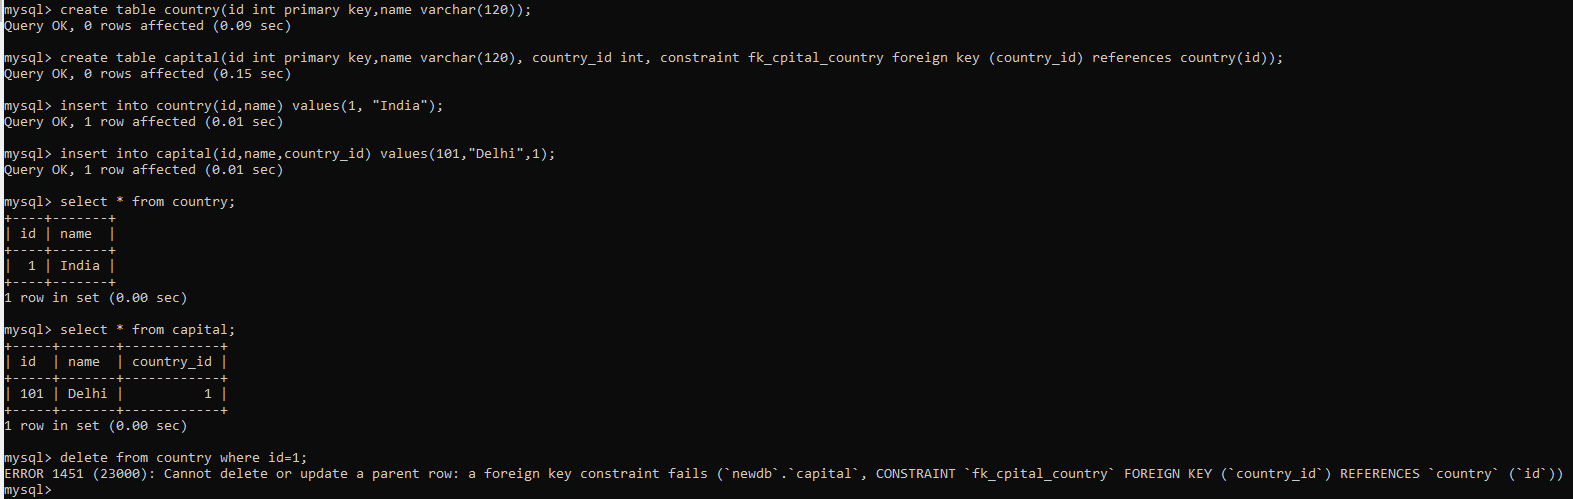 mysql> create table country(id int primary key,name varchar(120));
Query OK, 0 rows affected (0.09 sec)
mysql> create table capital(id int primary key,name varchar(120), country_id int, constraint fk_cpital_country foreign key (country_id) references country(id));
Query OK, 0 rows affected (0.15 sec)
mysql> insert into country(id,name) values(1, "India");
Query OK, 1 row affected (0.01 sec)
mysql> insert into capital(id,name,country_id) values(101,"Delhi",1);
Query OK, 1 row affected (0.01 sec)
mysql> select * from country;
+----+-------+
| id | name  |
+----+-------+
|  1 | India |
+----+-------+
1 row in set (0.00 sec)
mysql> select * from capital;
+-----+-------+------------+
| id  | name  | country_id |
+-----+-------+------------+
| 101 | Delhi |          1 |
+-----+-------+------------+
1 row in set (0.00 sec)
mysql> delete from country where id=1;
ERROR 1451 (23000): Cannot delete or update a parent row: a foreign key constraint fails (`newdb`.`capital`, CONSTRAINT `fk_cpital_country` FOREIGN KEY (`country_id`) REFERENCES `country` (`id`))
mysql>